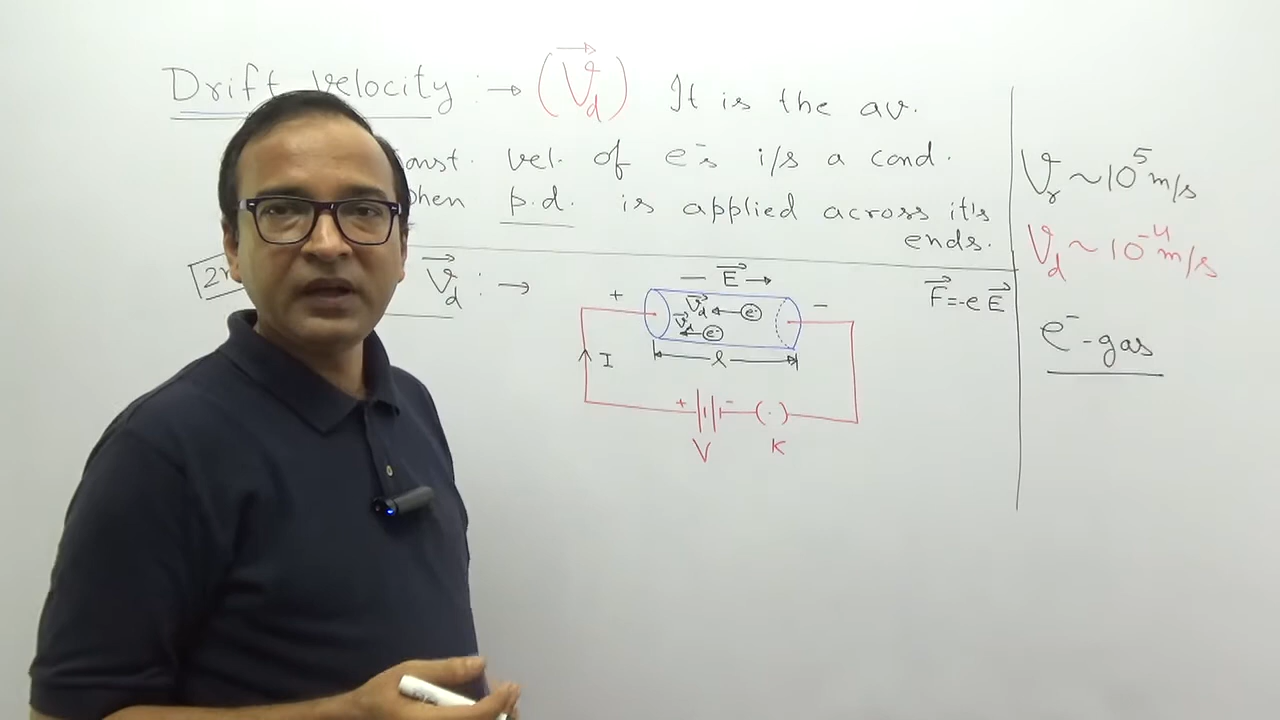 Drift Velocity :→ (V⃗d) It is the av.
const. vel. of e⁻s i/s a cond.
when p.d. is applied across it's
ends.
V⃗d :→
— E⃗ →
F⃗=-e E⃗
+ −
V⃗d e⁻
V⃗d e⁻
l
I
+ −
V K
Vr ~10⁵ m/s
Vd ~ 10⁻⁴ m/s
e⁻-gas